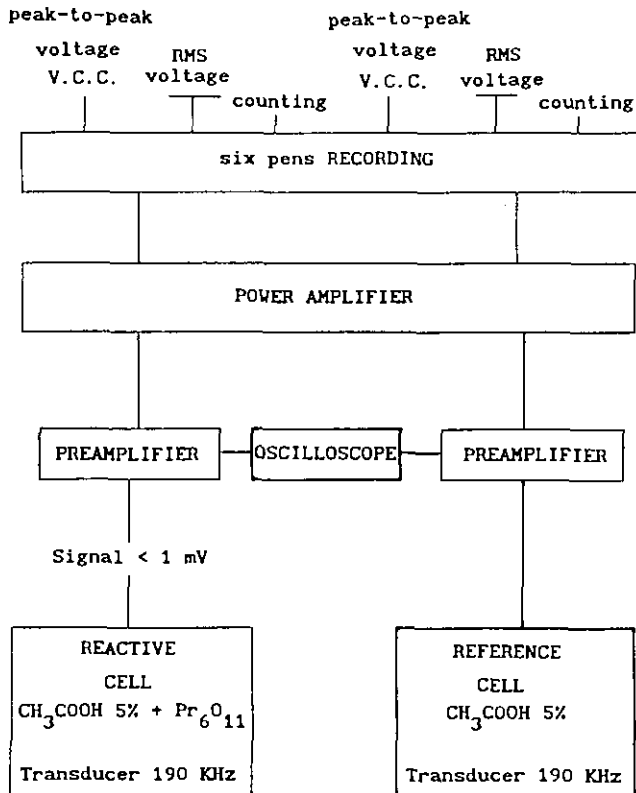 peak-to-peak peak-to-peak
voltage RMS voltage RMS
V.C.C. voltage V.C.C. voltage
counting counting
six pens RECORDING
POWER AMPLIFIER
PREAMPLIFIER OSCILLOSCOPE PREAMPLIFIER
Signal < 1 mV
REACTIVE
CELL
CH₃COOH 5% + Pr₆O₁₁
Transducer 190 KHz
REFERENCE
CELL
CH₃COOH 5%
Transducer 190 KHz